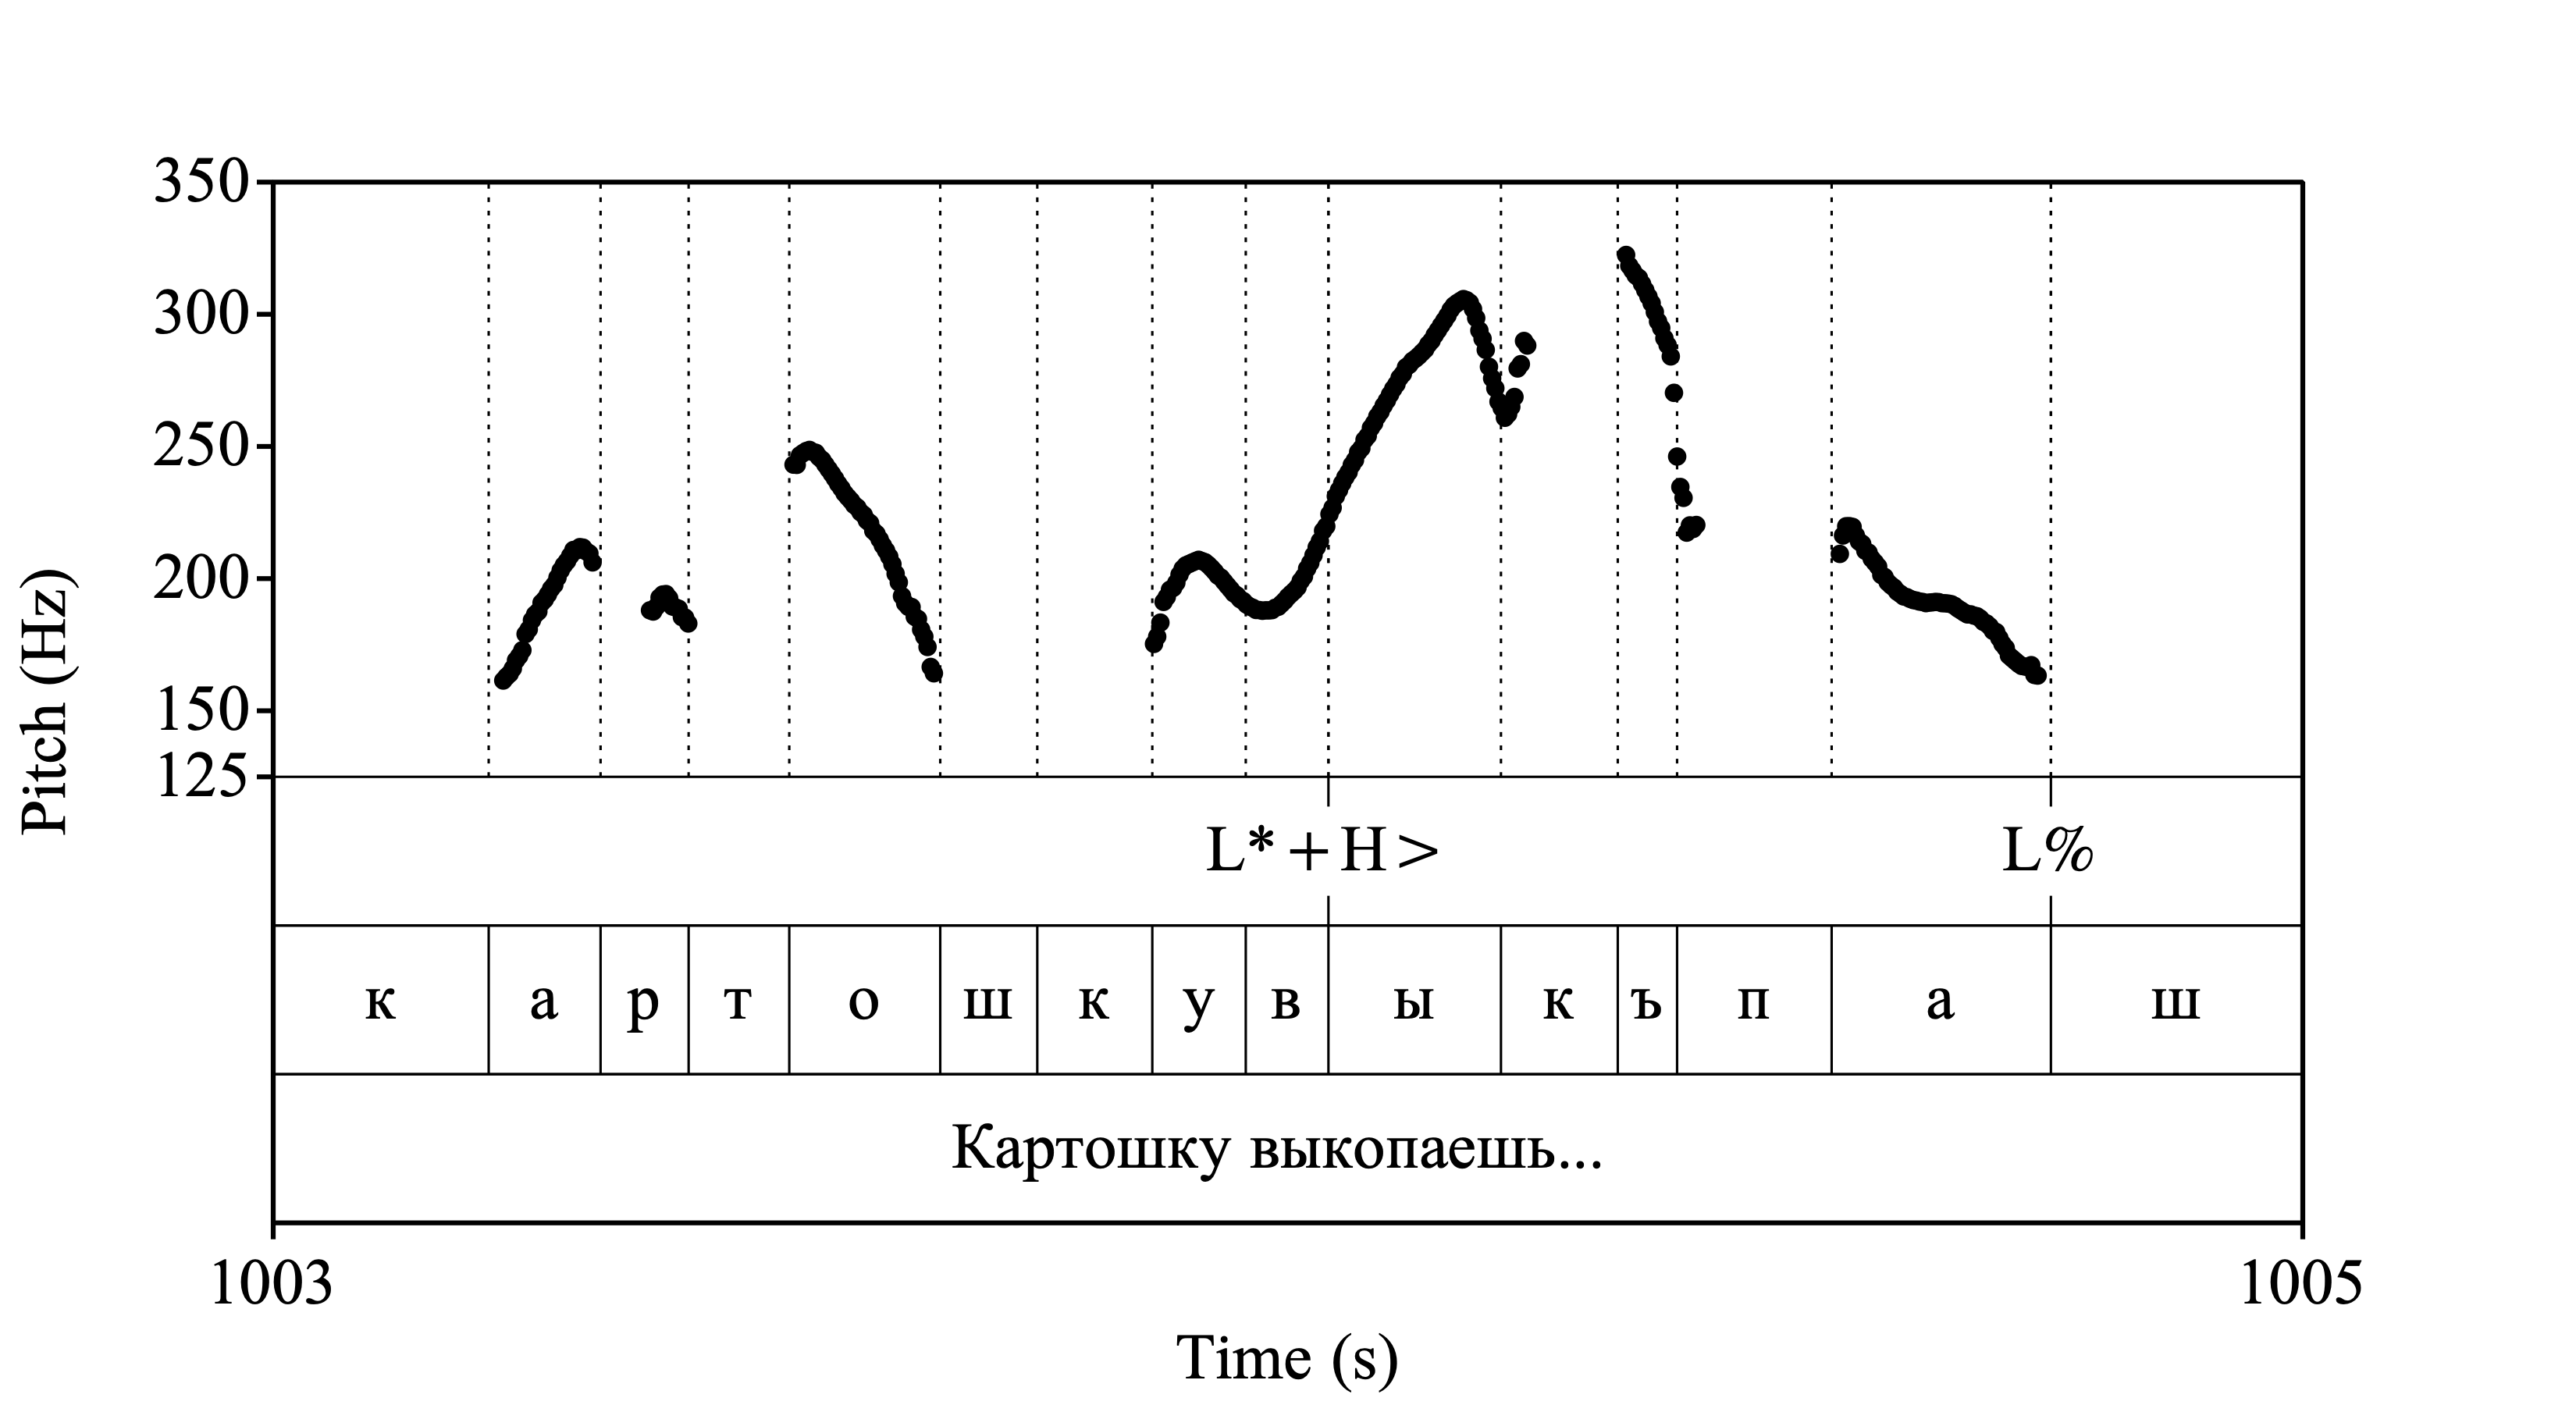 350
300
250
200
150
125
Pitch (Hz)
L*+H> L%
к а р т о ш к у в ы к ъ п а ш
Картошку выкопаешь...
1003 1005
Time (s)